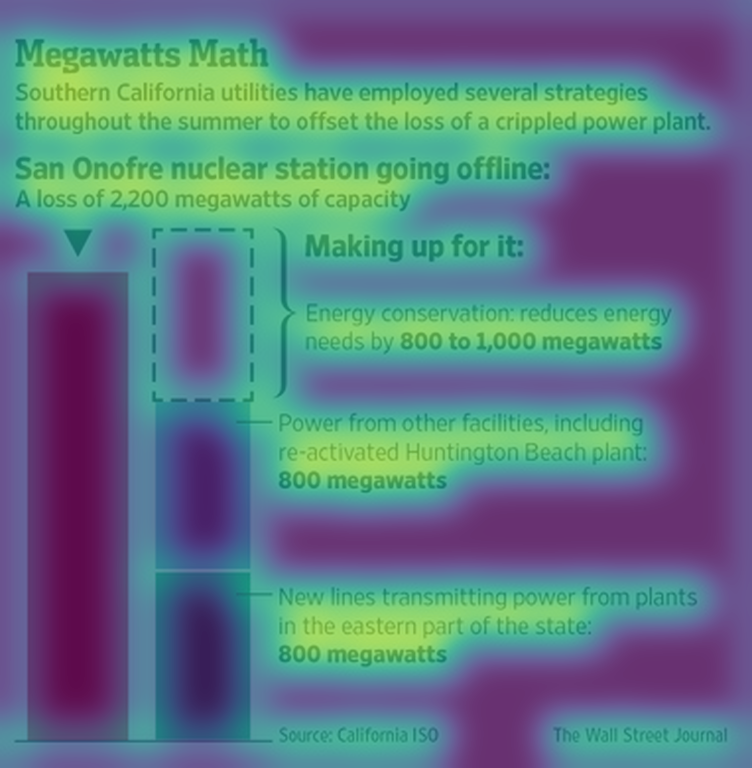 Megawatts Math
Southern California utilities have employed several strategies
throughout the summer to offset the loss of a crippled power plant.
San Onofre nuclear station going offline:
A loss of 2,200 megawatts of capacity
Making up for it:
Energy conservation: reduces energy
needs by 800 to 1,000 megawatts
Power from other facilities, including
re-activated Huntington Beach plant:
800 megawatts
New lines transmitting power from plants
in the eastern part of the state:
800 megawatts
Source: California ISO
The Wall Street Journal